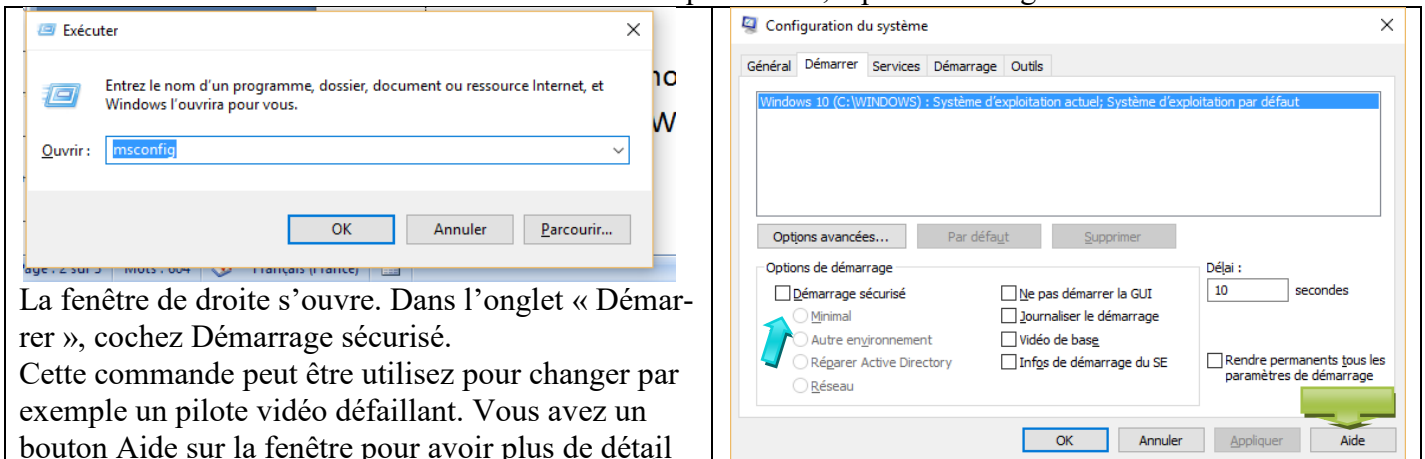 Exécuter
Entrez le nom d'un programme, dossier, document ou ressource Internet, et
Windows l'ouvrira pour vous.
Ouvrir :
msconfig
OK
Annuler
Parcourir...
Français (France)
La fenêtre de droite s'ouvre. Dans l'onglet « Démar-
rer », cochez Démarrage sécurisé.
Cette commande peut être utilisez pour changer par
exemple un pilote vidéo défaillant. Vous avez un
bouton Aide sur la fenêtre pour avoir plus de détail
Configuration du système
Général Démarrer Services Démarrage Outils
Windows 10 (C:\WINDOWS) : Système d'exploitation actuel; Système d'exploitation par défaut
Options avancées... Par défaut Supprimer
Options de démarrage
Démarrage sécurisé
Minimal
Autre environnement
Réparer Active Directory
Réseau
Ne pas démarrer la GUI
Journaliser le démarrage
Vidéo de base
Infos de démarrage du SE
Délai :
10 secondes
Rendre permanents tous les
paramètres de démarrage
OK Annuler Appliquer Aide